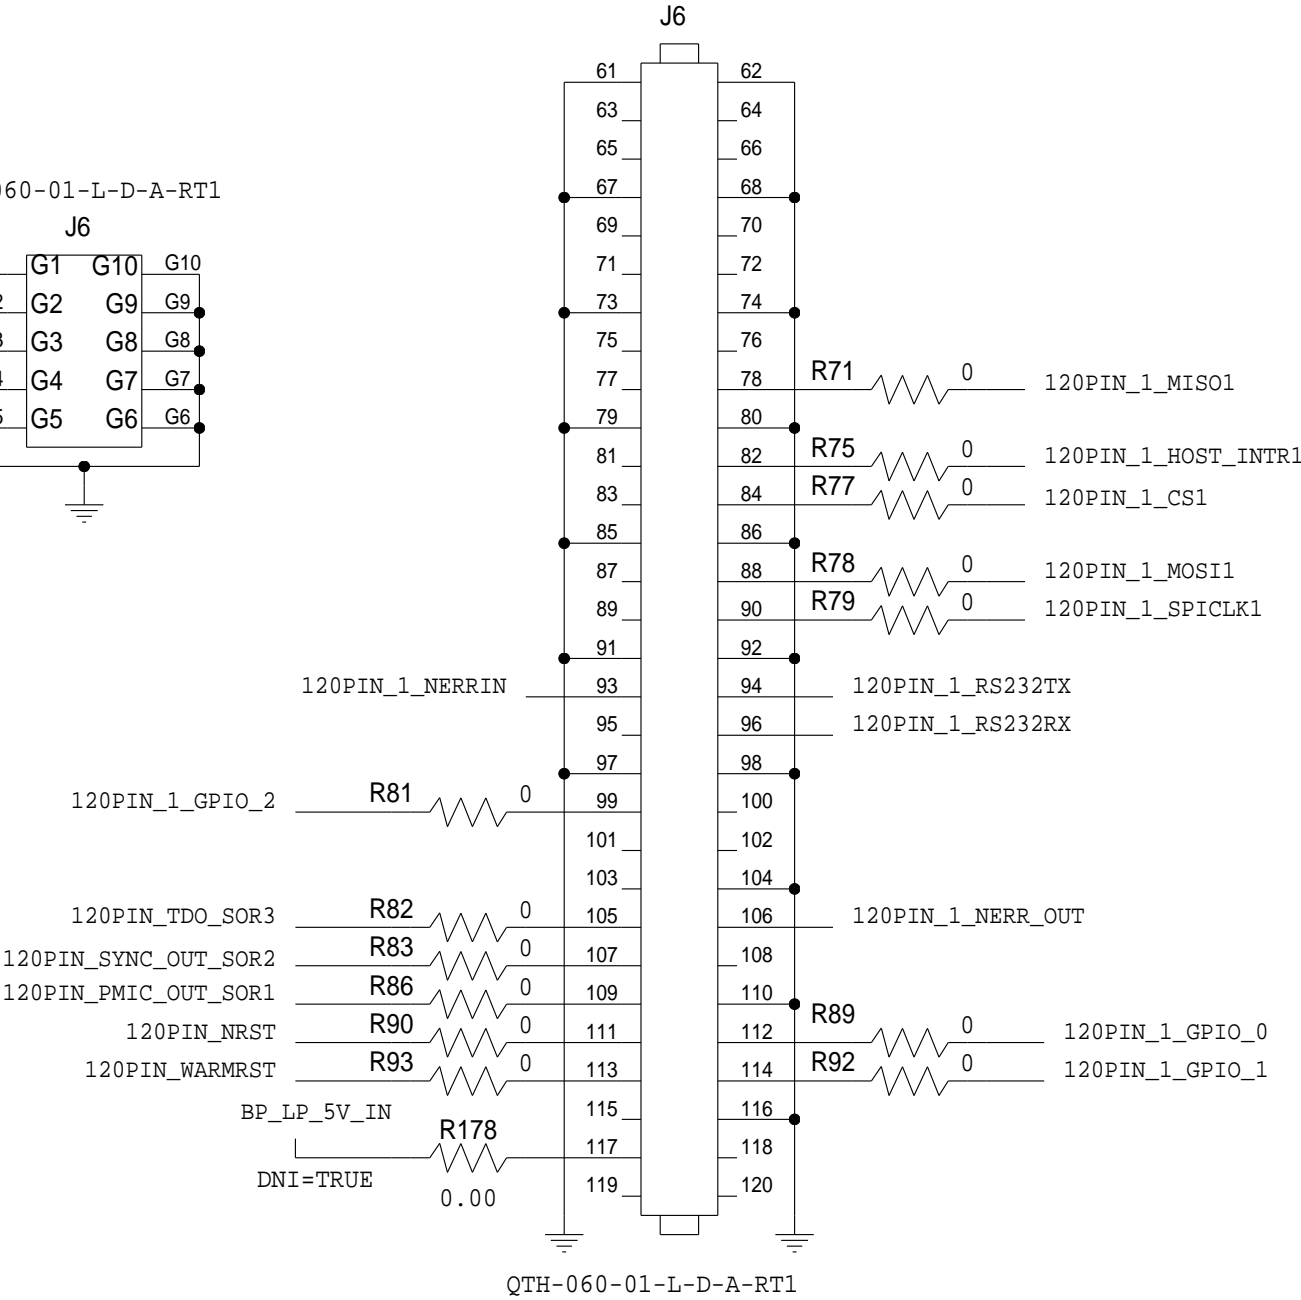 J6
61 62
63 64
65 66
67 68
69 70
71 72
73 74
75 76
77 78 R71 0 120PIN_1_MISO1
79 80
81 82 R75 0 120PIN_1_HOST_INTR1
83 84 R77 0 120PIN_1_CS1
85 86
87 88 R78 0 120PIN_1_MOSI1
89 90 R79 0 120PIN_1_SPICLK1
91 92
120PIN_1_NERRIN 93 94 120PIN_1_RS232TX
95 96 120PIN_1_RS232RX
97 98
120PIN_1_GPIO_2 R81 0 99 100
101 102
103 104
120PIN_TDO_SOR3 R82 0 105 106 120PIN_1_NERR_OUT
120PIN_SYNC_OUT_SOR2 R83 0 107 108
120PIN_PMIC_OUT_SOR1 R86 0 109 110
120PIN_NRST R90 0 111 112 R89 0 120PIN_1_GPIO_0
120PIN_WARMRST R93 0 113 114 R92 0 120PIN_1_GPIO_1
115 116
BP_LP_5V_IN R178 117 118
DNI=TRUE 0.00 119 120
QTH-060-01-L-D-A-RT1
60-01-L-D-A-RT1
J6
G1 G10 G10
G2 G9 G9
G3 G8 G8
G4 G7 G7
G5 G6 G6